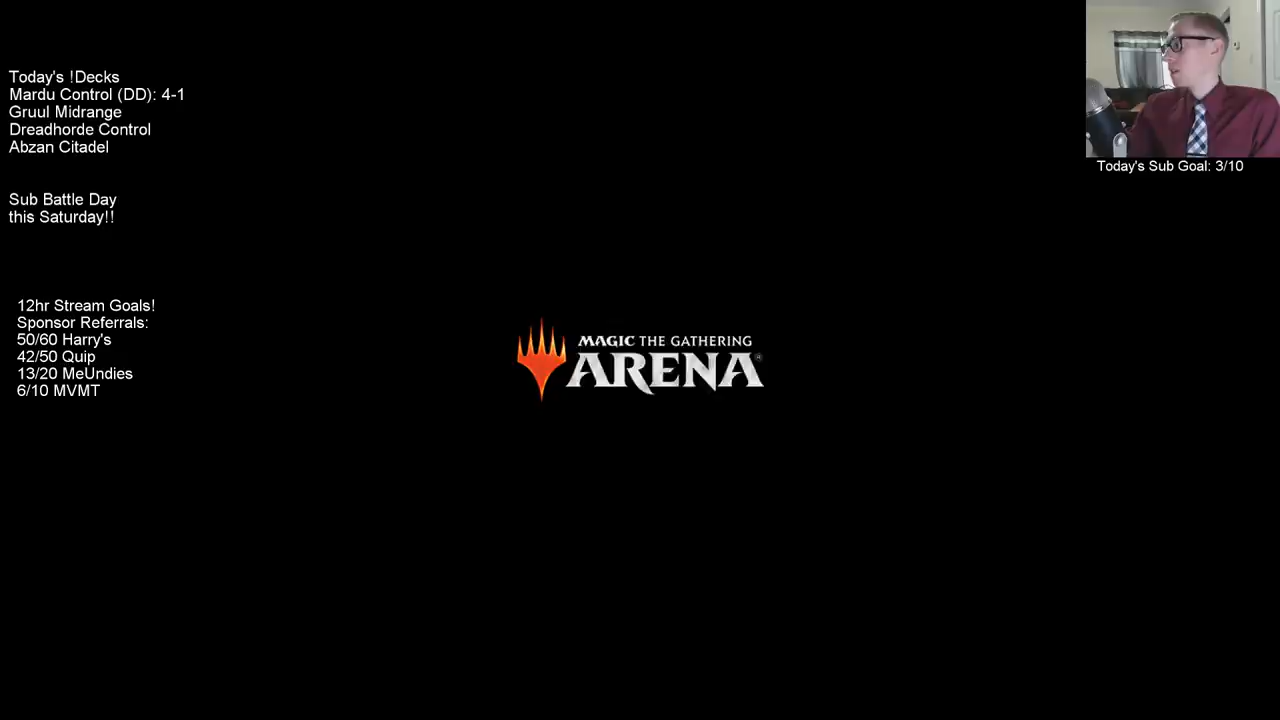 Today's !Decks
Mardu Control (DD): 4-1
Gruul Midrange
Dreadhorde Control
Abzan Citadel
Sub Battle Day
this Saturday!!
12hr Stream Goals!
Sponsor Referrals:
50/60 Harry's
42/50 Quip
13/20 MeUndies
6/10 MVMT
MAGIC THE GATHERING
ARENA®
Today's Sub Goal: 3/10